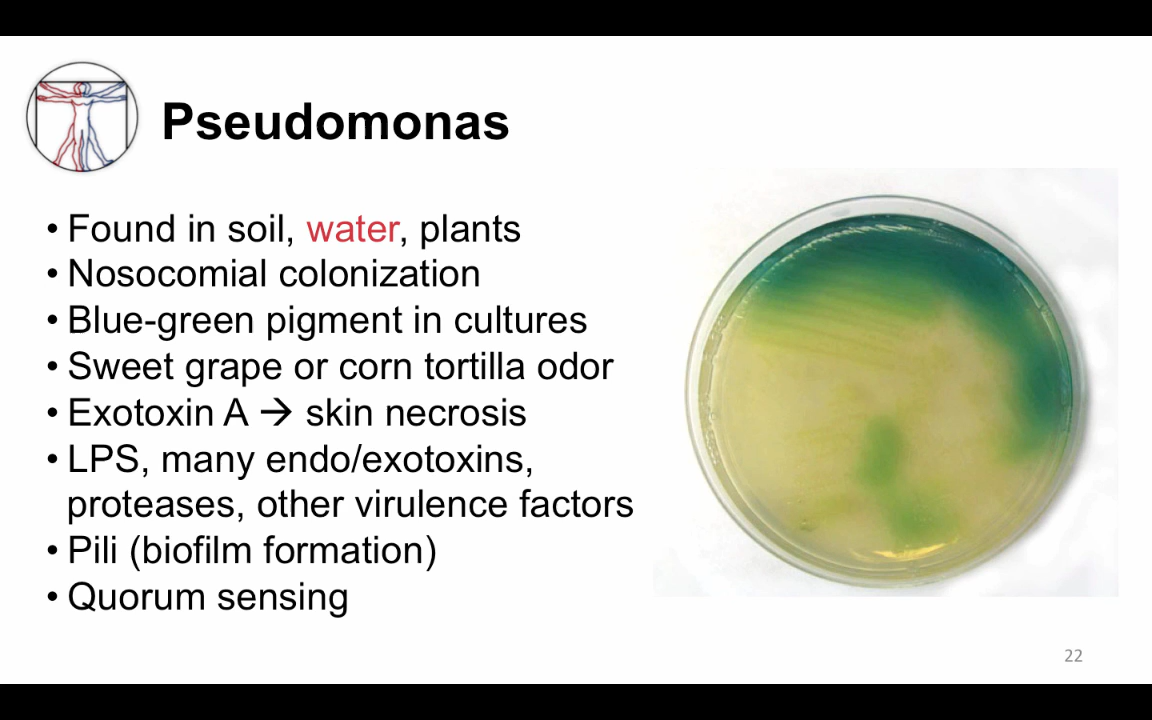 Pseudomonas
• Found in soil, water, plants
• Nosocomial colonization
• Blue-green pigment in cultures
• Sweet grape or corn tortilla odor
• Exotoxin A → skin necrosis
• LPS, many endo/exotoxins,
proteases, other virulence factors
• Pili (biofilm formation)
• Quorum sensing
22